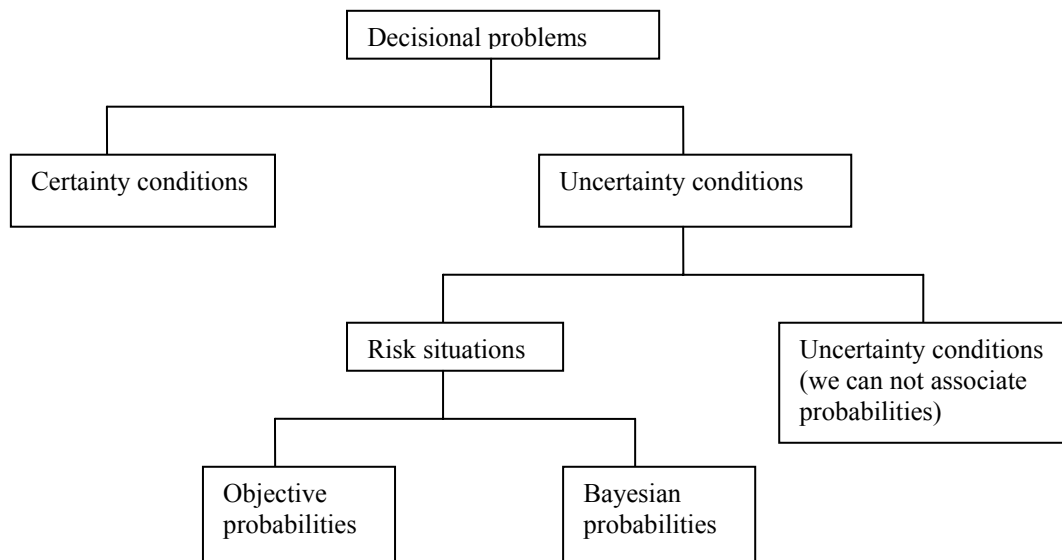 Decisional problems
Certainty conditions
Uncertainty conditions
Risk situations
Uncertainty conditions
(we can not associate
probabilities)
Objective
probabilities
Bayesian
probabilities